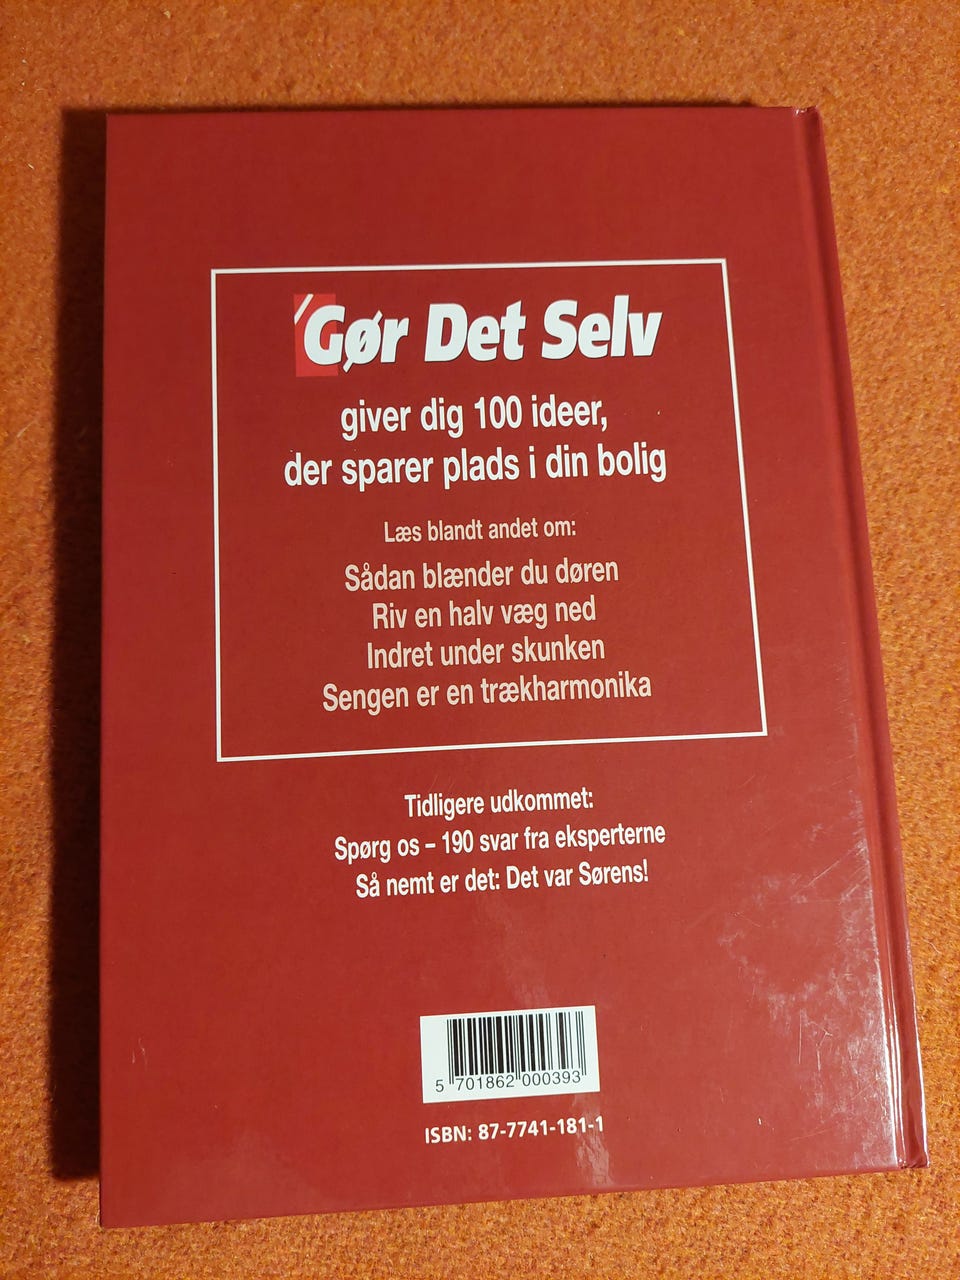 Gør Det Selv
giver dig 100 ideer,
der sparer plads i din bolig
Læs blandt andet om:
Sådan blænder du døren
Riv en halv væg ned
Indret under skunken
Sengen er en trækharmonika
Tidligere udkommet:
Spørg os – 190 svar fra eksperterne
Så nemt er det: Det var Sørens!
5 701862 000393
ISBN: 87-7741-181-1